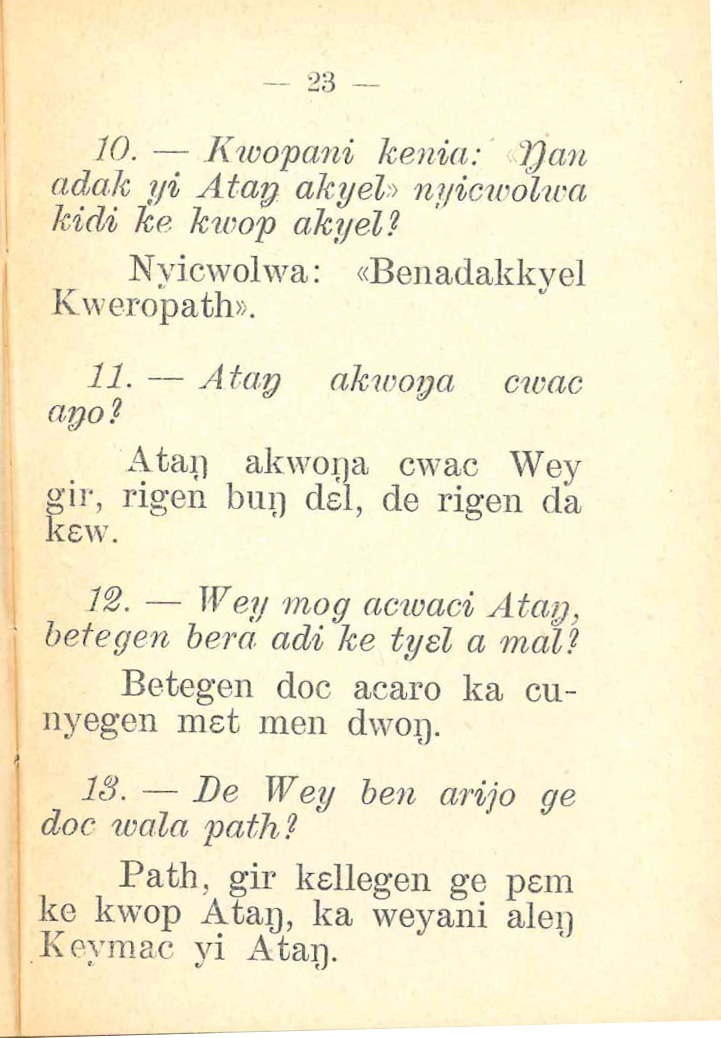 — 23 —
10. — Kwopani kenia: «Ŋan
adak yi Ataŋ akyel» nyicwolwa
kidi ke kwop akyel?
Nyicwolwa: «Benadakkyel
Kweropath».
11. — Ataŋ akwoŋa cwac
aŋo?
Ataŋ akwoŋa cwac Wey
gir, rigen buŋ dɛl, de rigen da
kɛw.
12. — Wey mog acwaci Ataŋ,
betegen bera adi ke tyɛl a mal?
Betegen doc acaro ka cu-
nyegen mɛt men dwoŋ.
13. — De Wey ben arijo ge
doc wala path?
Path, gir kɛllegen ge pɛm
ke kwop Ataŋ, ka weyani aleŋ
Keymac yi Ataŋ.